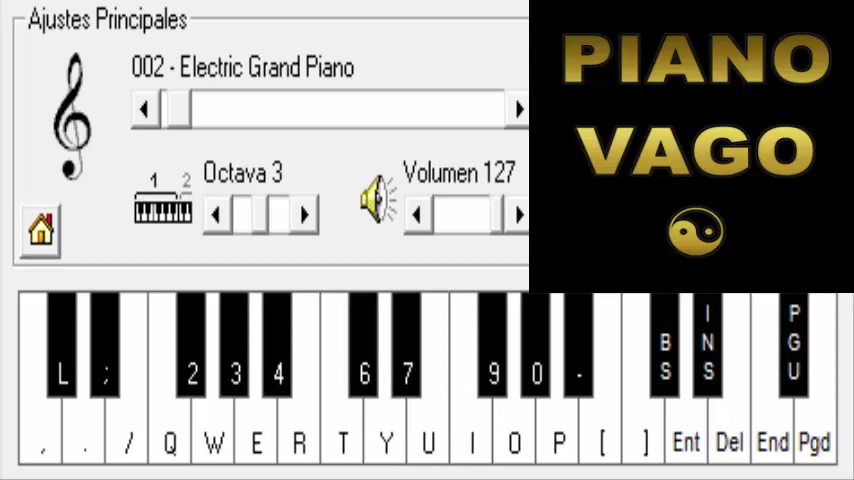 Ajustes Principales
002 - Electric Grand Piano
Octava 3
Volumen 127
1 2
PIANO
VAGO
L ; 2 3 4 6 7 9 0 - BS INS PGU
, . / Q W E R T Y U I O P [ ] Ent Del End Pgd